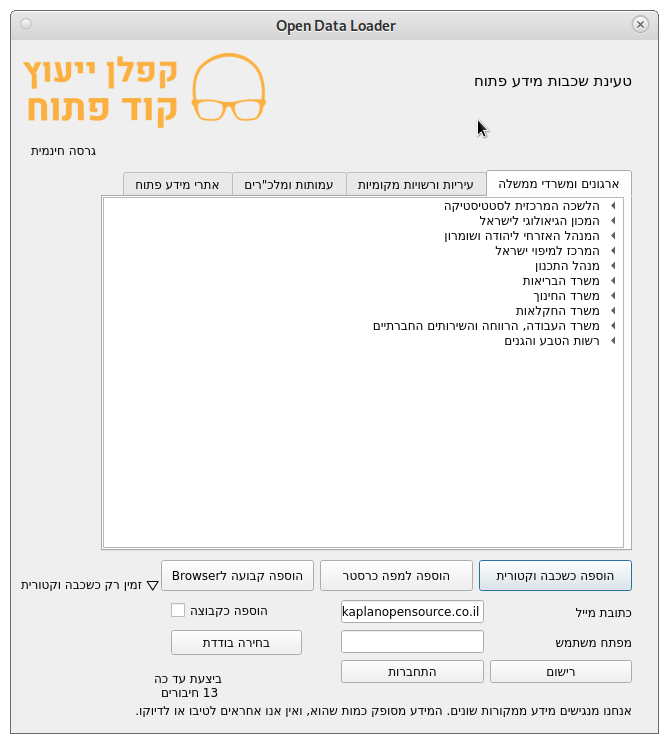 Open Data Loader
קפלן ייעוץ
קוד פתוח
טעינת שכבות מידע פתוח
גרסה חינמית
ארגונים ומשרדי ממשלה
עיריות ורשויות מקומיות
עמותות ומלכ"רים
אתרי מידע פתוח
הלשכה המרכזית לסטטיסטיקה
המכון הגיאולוגי לישראל
המנהל האזרחי ליהודה ושומרון
המרכז למיפוי ישראל
מנהל התכנון
משרד הבריאות
משרד החינוך
משרד החקלאות
משרד העבודה, הרווחה והשירותים החברתיים
רשות הטבע והגנים
הוספה כשכבה וקטורית
הוספה למפה כרסטר
הוספה קבועה לBrowser
זמין רק כשכבה וקטורית
כתובת מייל
kaplanopensource.co.il
הוספה כקבוצה
מפתח משתמש
בחירה בודדת
רישום
התחברות
ביצעת עד כה
13 חיבורים
אנחנו מנגישים מידע ממקורות שונים. המידע מסופק כמות שהוא, ואין אנו אחראים לטיבו או לדיוקו.